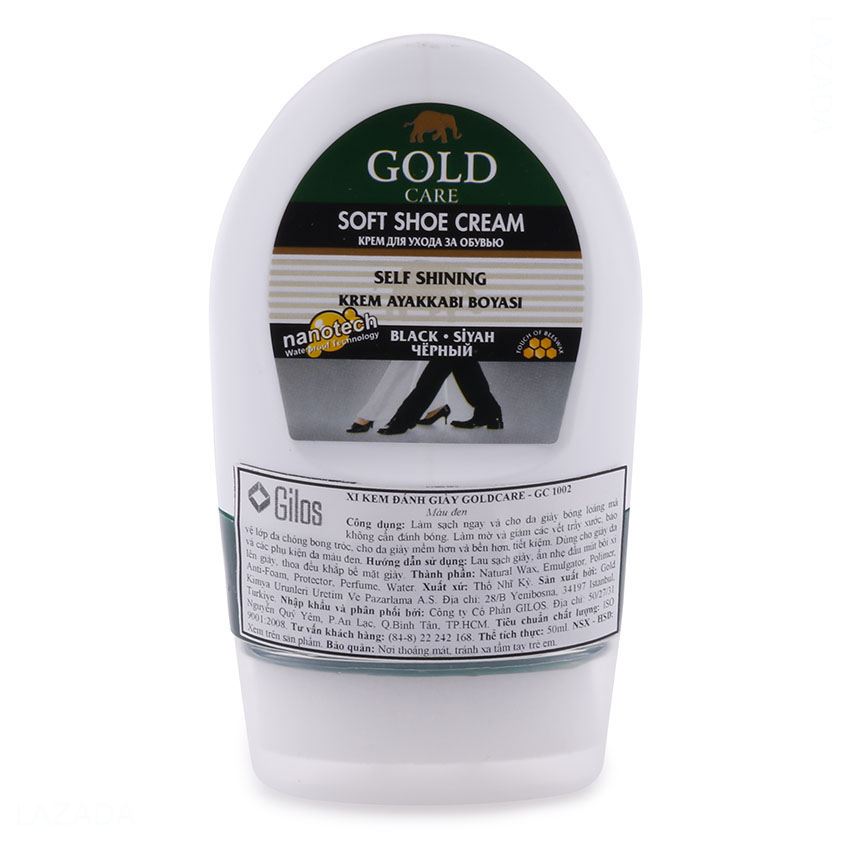 GOLD
CARE
SOFT SHOE CREAM
КРЕМ ДЛЯ УХОДА ЗА ОБУВЬЮ
SELF SHINING
KREM AYAKKABI BOYASI
nanotech
Waterproof Technology
BLACK • SİYAH
ЧЁРНЫЙ
TOUCH OF BEESWAX
Gilos
XI KEM ĐÁNH GIÀY GOLDCARE - GC 1002
Màu đen
Công dụng: Làm sạch ngay và cho da giày bóng loáng mà
không cần đánh bóng. Làm mờ và giảm các vết trầy xước, bảo
vệ lớp da chóng bong tróc, cho da giày mềm hơn và bền hơn, tiết kiệm. Dùng cho giày da
và các phụ kiện da màu đen. Hướng dẫn sử dụng: Lau sạch giày, ấn nhẹ đầu mút bôi xi
lên giày, thoa đều khắp bề mặt giày. Thành phần: Natural Wax, Emulgator, Polimer,
Anti-Foam, Protector, Perfume, Water. Xuất xứ: Thổ Nhĩ Kỳ. Sản xuất bởi: Gold
Kimya Urunleri Uretim Ve Pazarlama A.S. Địa chỉ: 28/B Yenibosna, 34197 Istanbul,
Turkiye. Nhập khẩu và phân phối bởi: Công ty Cổ Phần GILOS. Địa chỉ: 50/27/31
Nguyễn Quý Yêm, P.An Lạc, Q.Bình Tân, TP.HCM. Tiêu chuẩn chất lượng: ISO
9001:2008. Tư vấn khách hàng: (84-8) 22 242 168. Thể tích thực: 50ml. NSX - HSD:
Xem trên sản phẩm. Bảo quản: Nơi thoáng mát, tránh xa tầm tay trẻ em.
LAZADA
LAZADA